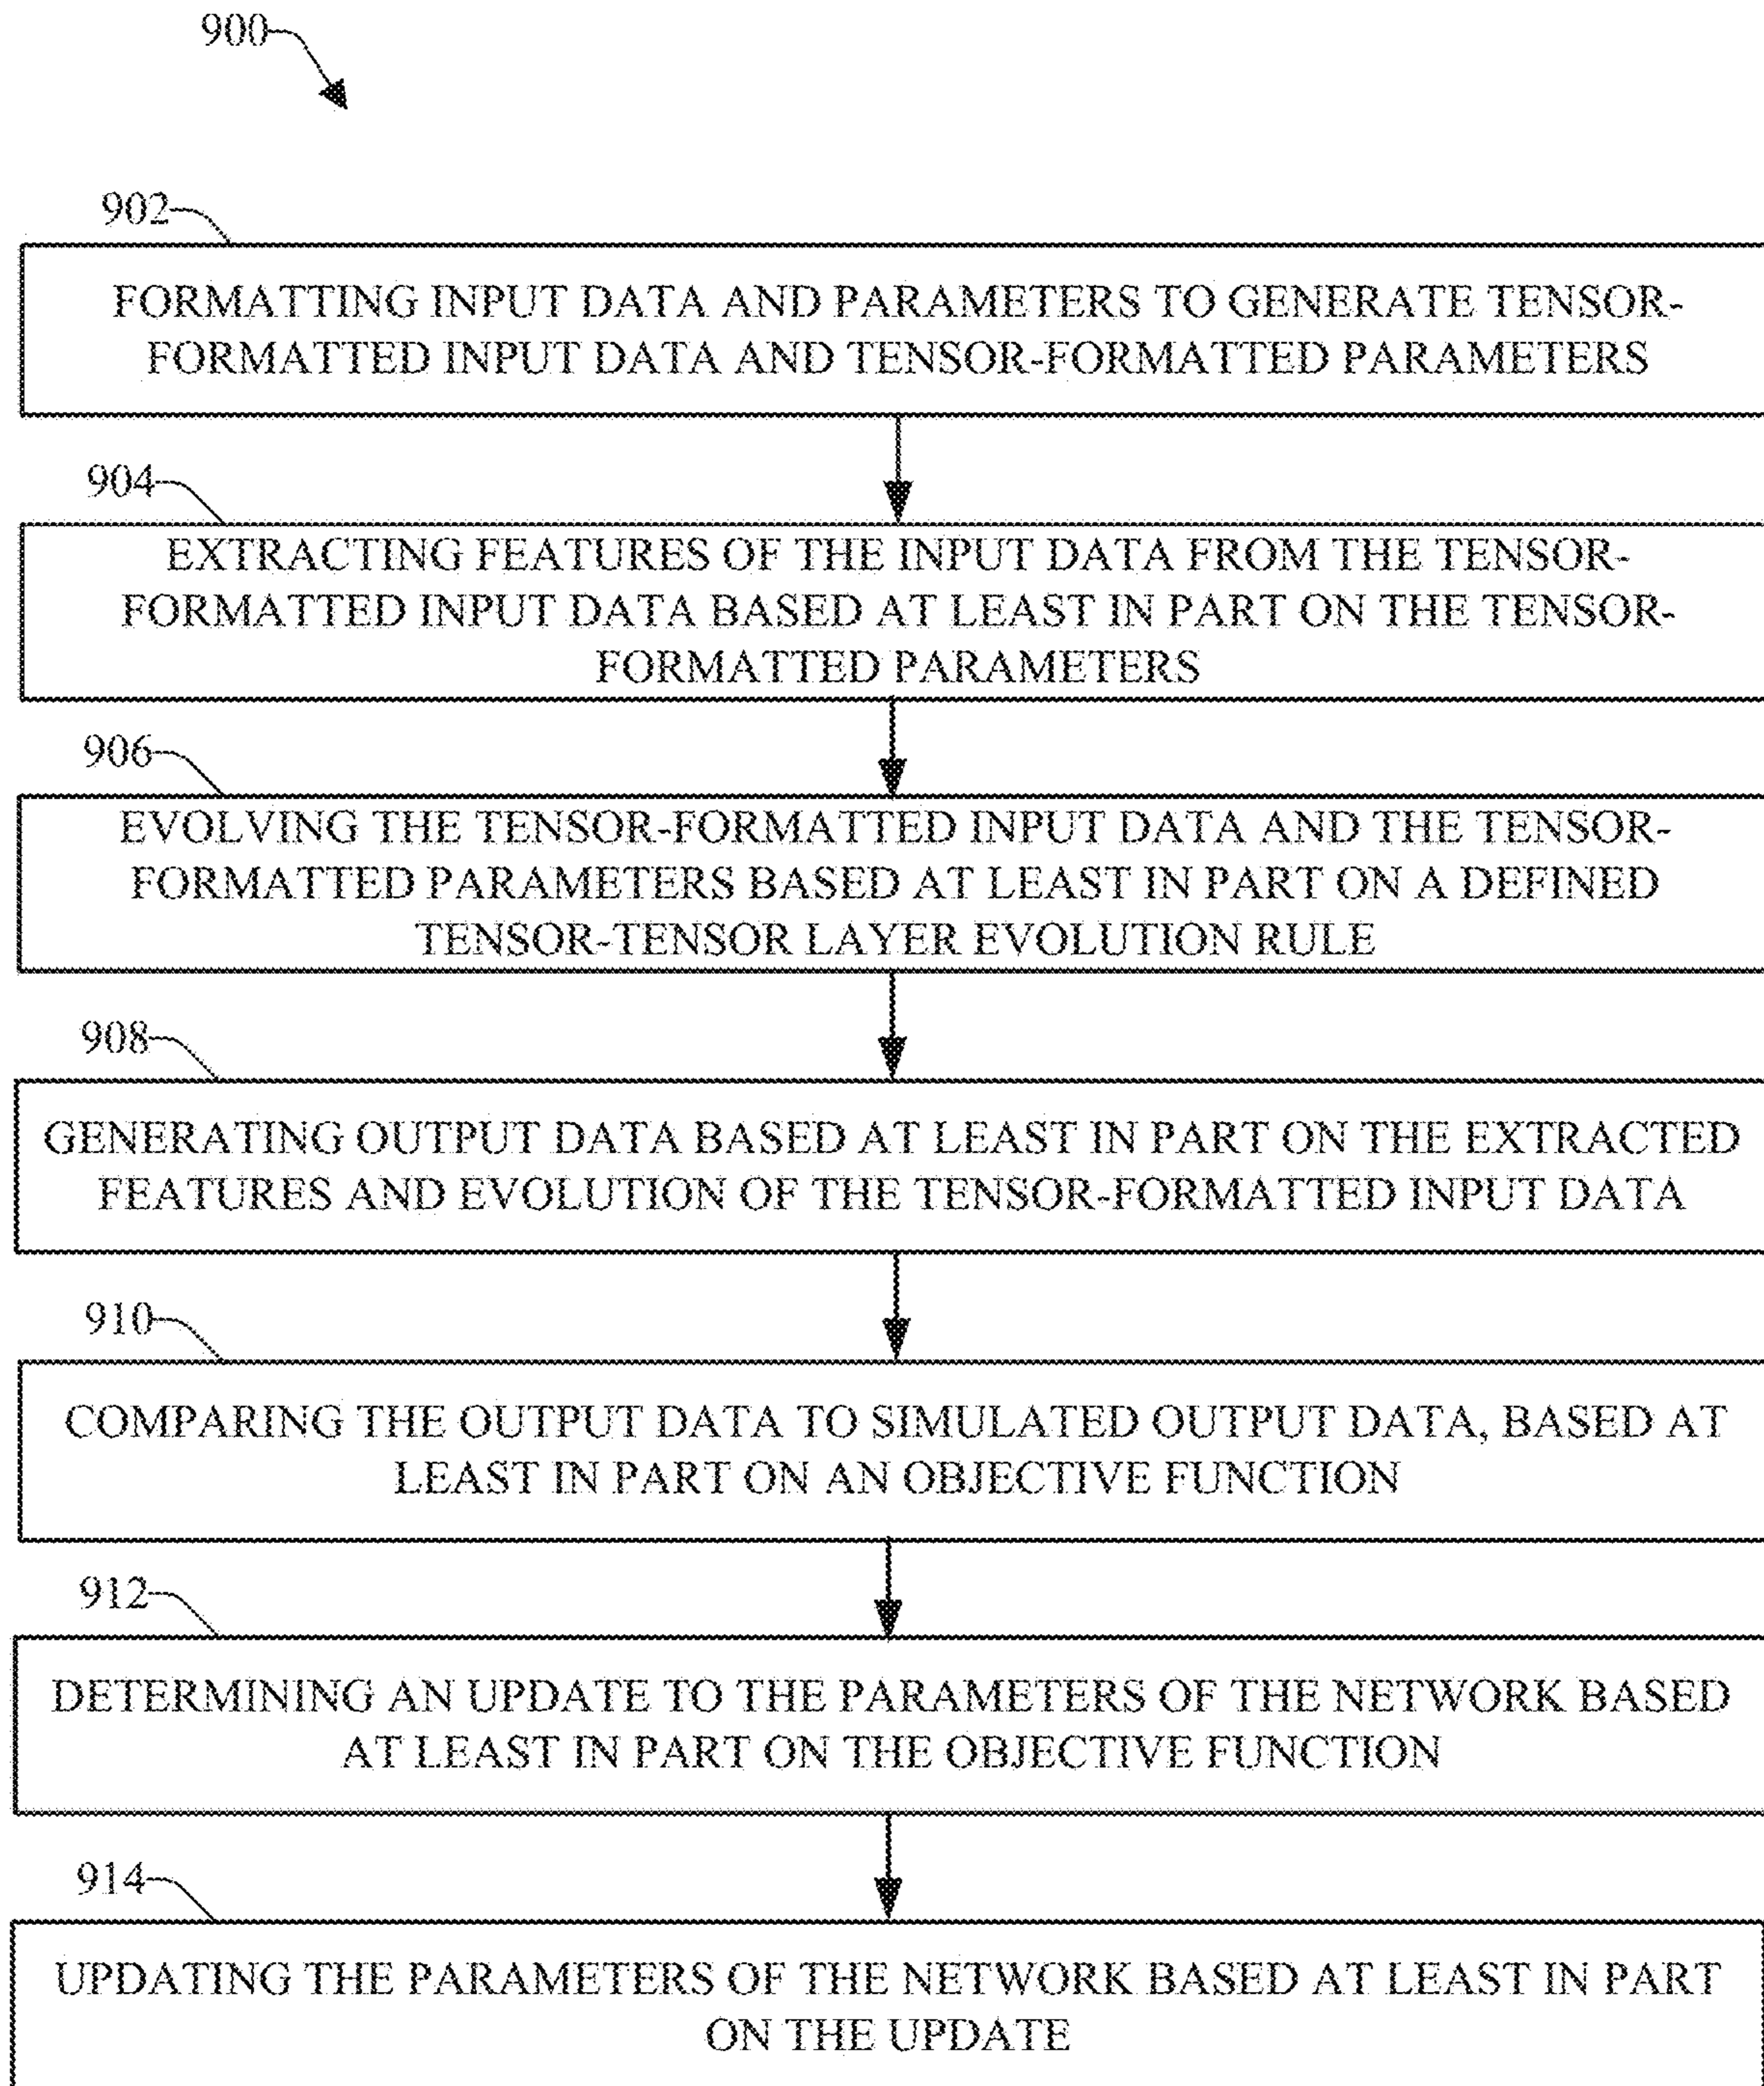 900
902
FORMATTING INPUT DATA AND PARAMETERS TO GENERATE TENSOR-
FORMATTED INPUT DATA AND TENSOR-FORMATTED PARAMETERS
904
EXTRACTING FEATURES OF THE INPUT DATA FROM THE TENSOR-
FORMATTED INPUT DATA BASED AT LEAST IN PART ON THE TENSOR-
FORMATTED PARAMETERS
906
EVOLVING THE TENSOR-FORMATTED INPUT DATA AND THE TENSOR-
FORMATTED PARAMETERS BASED AT LEAST IN PART ON A DEFINED
TENSOR-TENSOR LAYER EVOLUTION RULE
908
GENERATING OUTPUT DATA BASED AT LEAST IN PART ON THE EXTRACTED
FEATURES AND EVOLUTION OF THE TENSOR-FORMATTED INPUT DATA
910
COMPARING THE OUTPUT DATA TO SIMULATED OUTPUT DATA, BASED AT
LEAST IN PART ON AN OBJECTIVE FUNCTION
912
DETERMINING AN UPDATE TO THE PARAMETERS OF THE NETWORK BASED
AT LEAST IN PART ON THE OBJECTIVE FUNCTION
914
UPDATING THE PARAMETERS OF THE NETWORK BASED AT LEAST IN PART
ON THE UPDATE